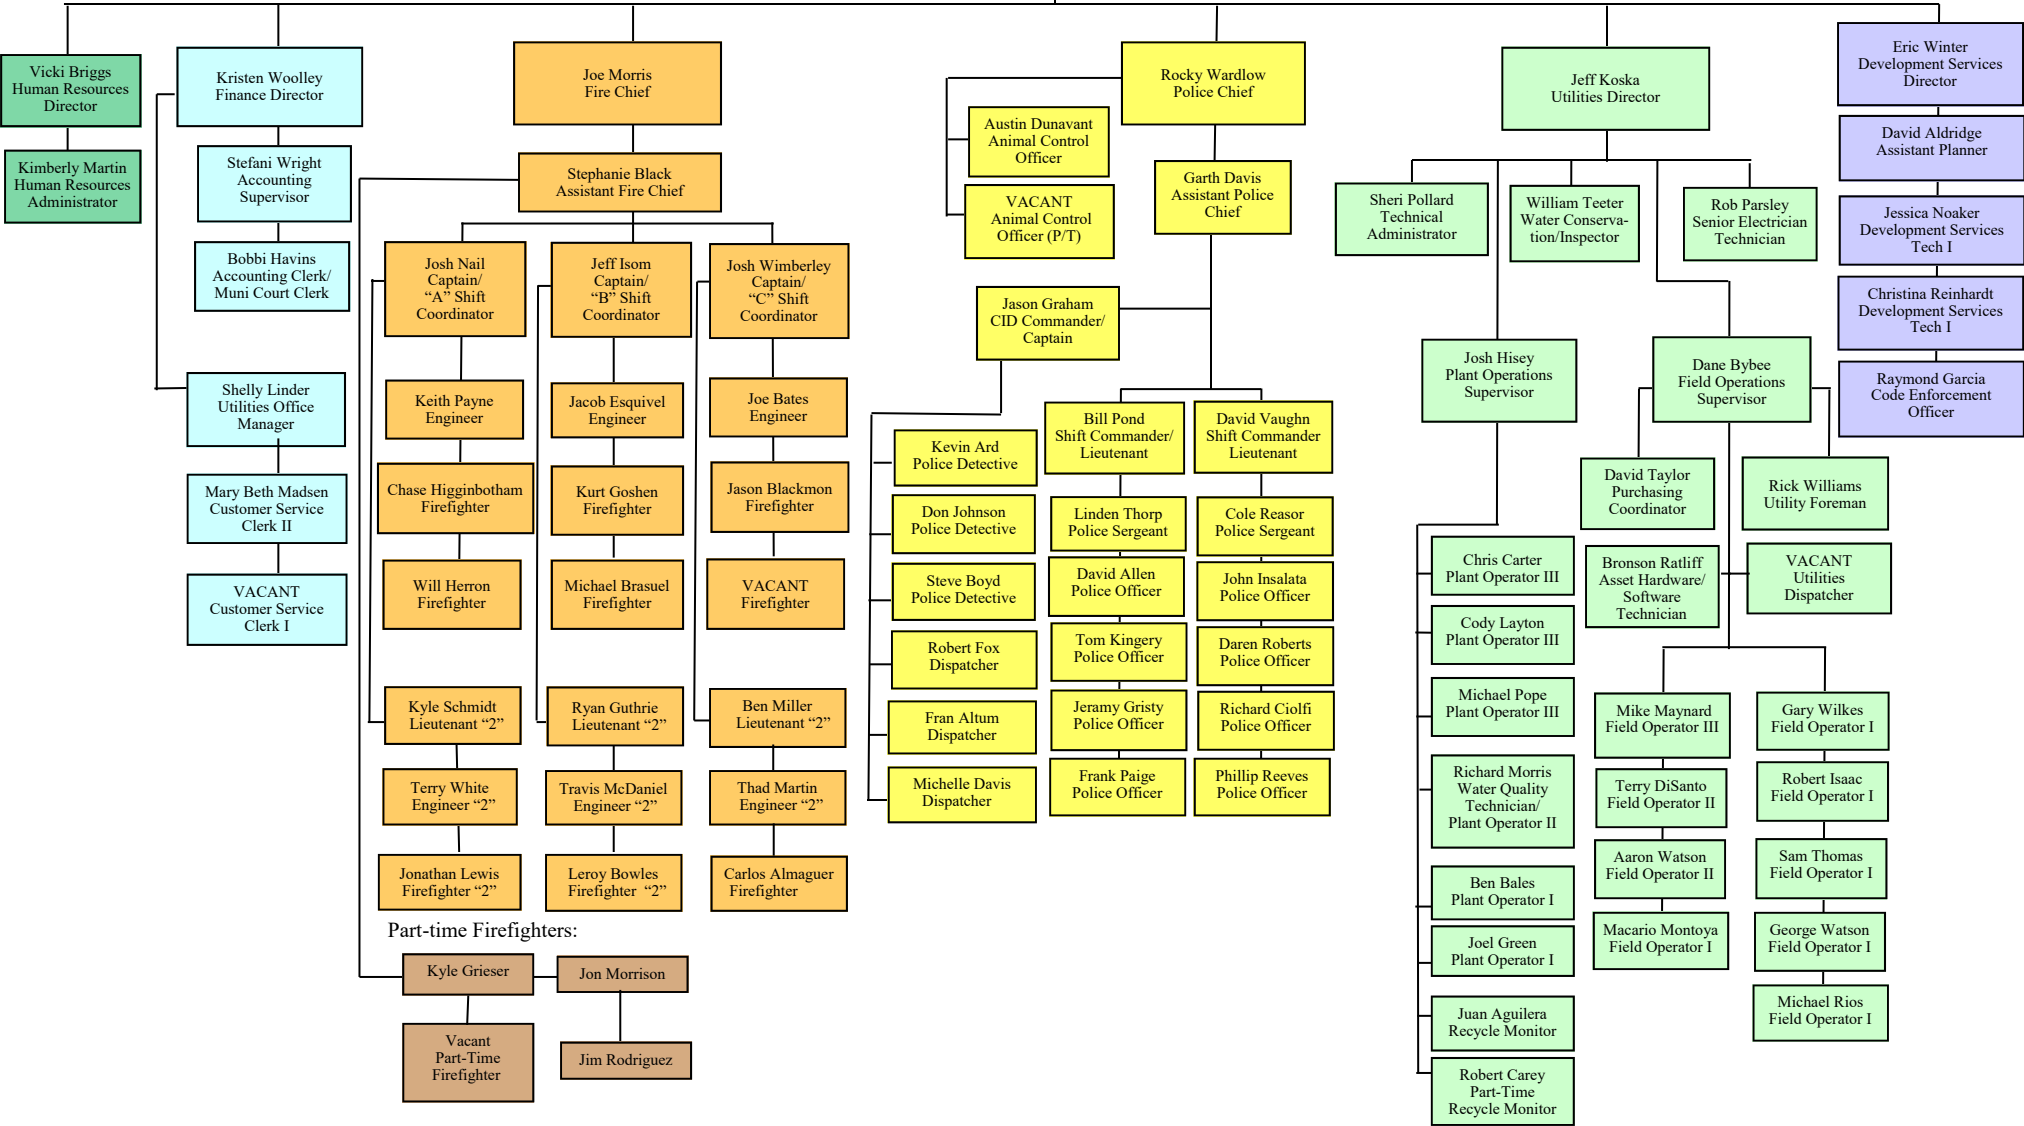 Vicki Briggs
Human Resources
Director
Kimberly Martin
Human Resources
Administrator
Kristen Woolley
Finance Director
Stefani Wright
Accounting
Supervisor
Bobbi Havins
Accounting Clerk/
Muni Court Clerk
Shelly Linder
Utilities Office
Manager
Mary Beth Madsen
Customer Service
Clerk II
VACANT
Customer Service
Clerk I
Joe Morris
Fire Chief
Stephanie Black
Assistant Fire Chief
Josh Nail
Captain/
“A” Shift
Coordinator
Keith Payne
Engineer
Chase Higginbotham
Firefighter
Will Herron
Firefighter
Kyle Schmidt
Lieutenant “2”
Terry White
Engineer “2”
Jonathan Lewis
Firefighter “2”
Jeff Isom
Captain/
“B” Shift
Coordinator
Jacob Esquivel
Engineer
Kurt Goshen
Firefighter
Michael Brasuel
Firefighter
Ryan Guthrie
Lieutenant “2”
Travis McDaniel
Engineer “2”
Leroy Bowles
Firefighter “2”
Josh Wimberley
Captain/
“C” Shift
Coordinator
Joe Bates
Engineer
Jason Blackmon
Firefighter
VACANT
Firefighter
Ben Miller
Lieutenant “2”
Thad Martin
Engineer “2”
Carlos Almaguer
Firefighter
Part-time Firefighters:
Kyle Grieser
Jon Morrison
Vacant
Part-Time
Firefighter
Jim Rodriguez
Rocky Wardlow
Police Chief
Austin Dunavant
Animal Control
Officer
VACANT
Animal Control
Officer (P/T)
Garth Davis
Assistant Police
Chief
Jason Graham
CID Commander/
Captain
Kevin Ard
Police Detective
Don Johnson
Police Detective
Steve Boyd
Police Detective
Robert Fox
Dispatcher
Fran Altum
Dispatcher
Michelle Davis
Dispatcher
Bill Pond
Shift Commander/
Lieutenant
Linden Thorp
Police Sergeant
David Allen
Police Officer
Tom Kingery
Police Officer
Jeramy Gristy
Police Officer
Frank Paige
Police Officer
David Vaughn
Shift Commander
Lieutenant
Cole Reasor
Police Sergeant
John Insalata
Police Officer
Daren Roberts
Police Officer
Richard Ciolfi
Police Officer
Phillip Reeves
Police Officer
Jeff Koska
Utilities Director
Sheri Pollard
Technical
Administrator
William Teeter
Water Conserva-
tion/Inspector
Rob Parsley
Senior Electrician
Technician
Josh Hisey
Plant Operations
Supervisor
Chris Carter
Plant Operator III
Cody Layton
Plant Operator III
Michael Pope
Plant Operator III
Richard Morris
Water Quality
Technician/
Plant Operator II
Ben Bales
Plant Operator I
Joel Green
Plant Operator I
Juan Aguilera
Recycle Monitor
Robert Carey
Part-Time
Recycle Monitor
Dane Bybee
Field Operations
Supervisor
David Taylor
Purchasing
Coordinator
Rick Williams
Utility Foreman
Bronson Ratliff
Asset Hardware/
Software
Technician
VACANT
Utilities
Dispatcher
Mike Maynard
Field Operator III
Terry DiSanto
Field Operator II
Aaron Watson
Field Operator II
Macario Montoya
Field Operator I
Gary Wilkes
Field Operator I
Robert Isaac
Field Operator I
Sam Thomas
Field Operator I
George Watson
Field Operator I
Michael Rios
Field Operator I
Eric Winter
Development Services
Director
David Aldridge
Assistant Planner
Jessica Noaker
Development Services
Tech I
Christina Reinhardt
Development Services
Tech I
Raymond Garcia
Code Enforcement
Officer